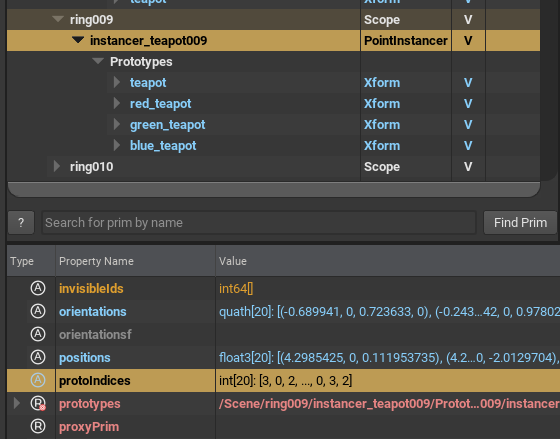 teapot Xform V
ring009 Scope V
instancer_teapot009 PointInstancer V
Prototypes
teapot Xform V
red_teapot Xform V
green_teapot Xform V
blue_teapot Xform V
ring010 Scope V
? Search for prim by name Find Prim
Type Property Name Value
A invisibleIds int64[]
A orientations quath[20]: [(-0.689941, 0, 0.723633, 0), (-0.243...42, 0, 0.97802
A orientationsf
A positions float3[20]: [(4.2985425, 0, 0.111953735), (4.2...0, -2.0129704),
A protoIndices int[20]: [3, 0, 2, ..., 0, 3, 2]
R prototypes /Scene/ring009/instancer_teapot009/Protot...009/instancer
R proxyPrim